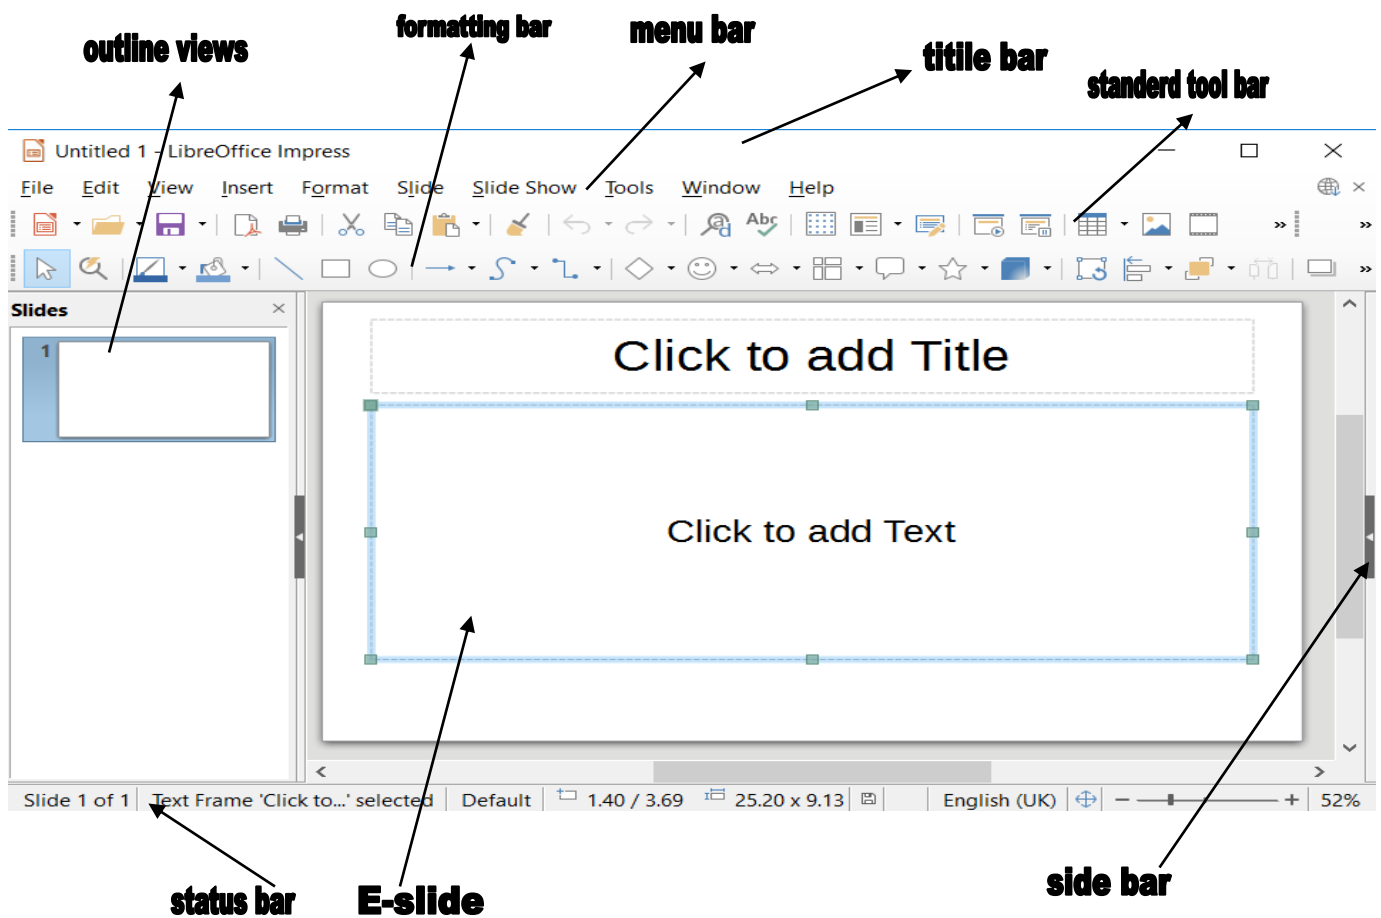 outline views
formatting bar
menu bar
titile bar
standerd tool bar
Untitled 1 - LibreOffice Impress
File Edit View Insert Format Slide Slide Show Tools Window Help
Abc
Slides
1
Click to add Title
Click to add Text
Slide 1 of 1 Text Frame 'Click to...' selected Default 1.40 / 3.69 25.20 x 9.13 English (UK) 52%
status bar
E-slide
side bar